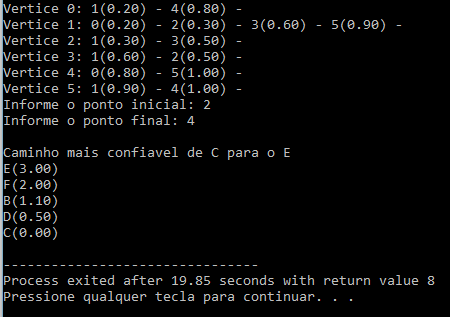 Vertice 0: 1(0.20) - 4(0.80) -
Vertice 1: 0(0.20) - 2(0.30) - 3(0.60) - 5(0.90) -
Vertice 2: 1(0.30) - 3(0.50) -
Vertice 3: 1(0.60) - 2(0.50) -
Vertice 4: 0(0.80) - 5(1.00) -
Vertice 5: 1(0.90) - 4(1.00) -
Informe o ponto inicial: 2
Informe o ponto final: 4
Caminho mais confiavel de C para o E
E(3.00)
F(2.00)
B(1.10)
D(0.50)
C(0.00)
--------------------------------
Process exited after 19.85 seconds with return value 8
Pressione qualquer tecla para continuar. . .